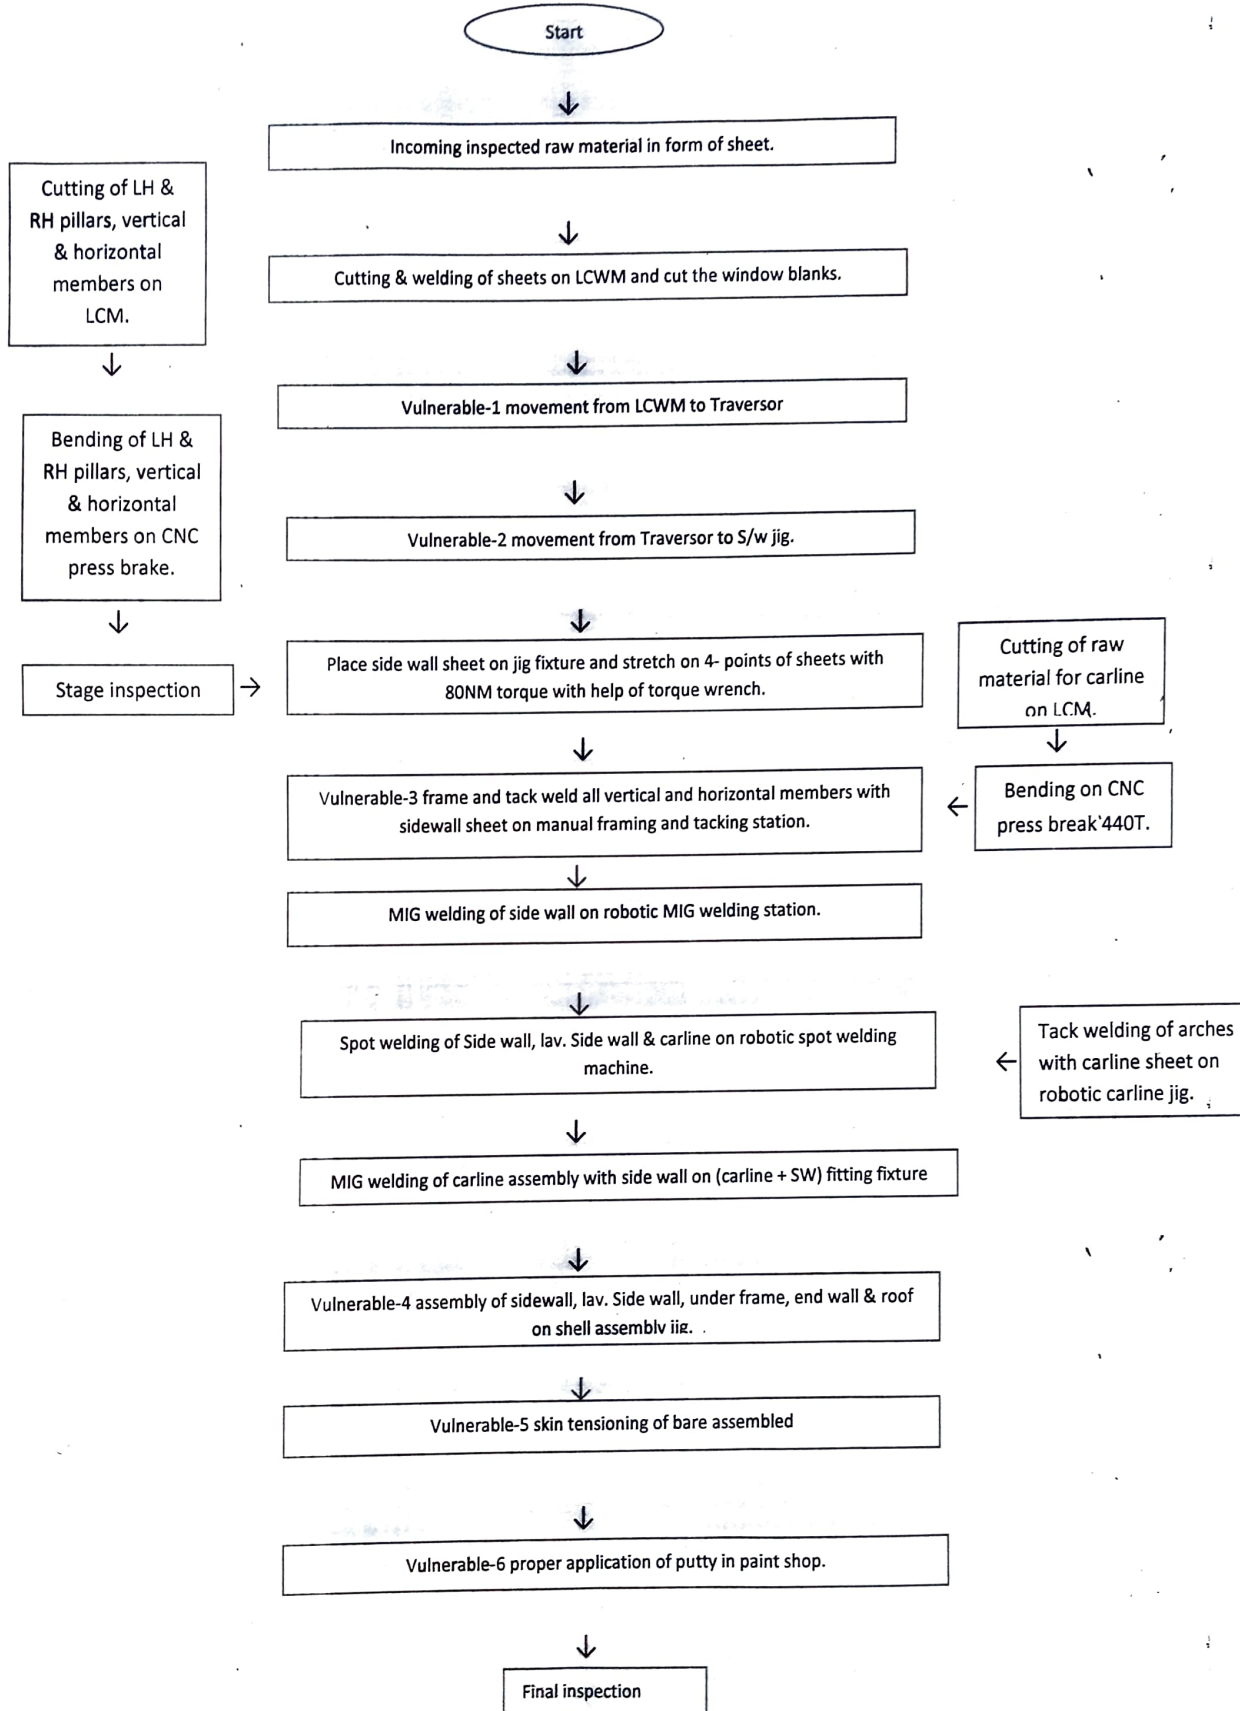 Start
Incoming inspected raw material in form of sheet.
Cutting of LH &
RH pillars, vertical
& horizontal
members on
LCM.
Cutting & welding of sheets on LCWM and cut the window blanks.
Vulnerable-1 movement from LCWM to Traversor
Bending of LH &
RH pillars, vertical
& horizontal
members on CNC
press brake.
Vulnerable-2 movement from Traversor to S/w jig.
Stage inspection
Place side wall sheet on jig fixture and stretch on 4- points of sheets with
80NM torque with help of torque wrench.
Cutting of raw
material for carline
on LCM.
Vulnerable-3 frame and tack weld all vertical and horizontal members with
sidewall sheet on manual framing and tacking station.
Bending on CNC
press break 440T.
MIG welding of side wall on robotic MIG welding station.
Spot welding of Side wall, lav. Side wall & carline on robotic spot welding
machine.
Tack welding of arches
with carline sheet on
robotic carline jig.
MIG welding of carline assembly with side wall on (carline + SW) fitting fixture
Vulnerable-4 assembly of sidewall, lav. Side wall, under frame, end wall & roof
on shell assembly jig.
Vulnerable-5 skin tensioning of bare assembled
Vulnerable-6 proper application of putty in paint shop.
Final inspection